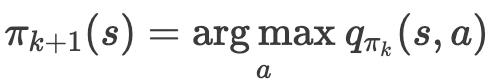 π_{k+1}(s) = arg max_a q_{π_k}(s, a)